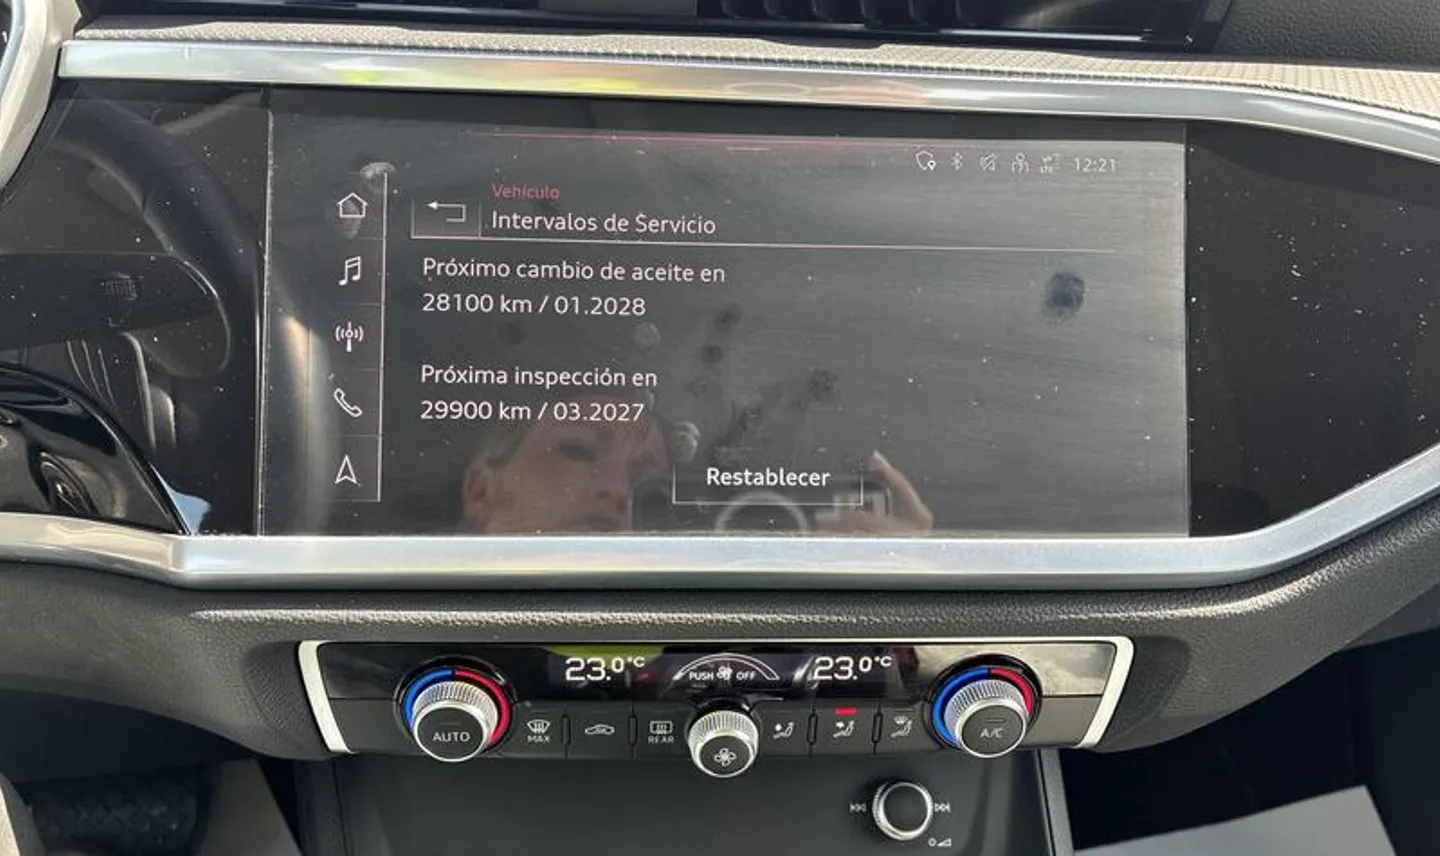 12:21
Vehículo
Intervalos de Servicio
Próximo cambio de aceite en
28100 km / 01.2028
Próxima inspección en
29900 km / 03.2027
Restablecer
23.0°C
PUSH OFF
23.0°C
AUTO
MAX
REAR
A/C